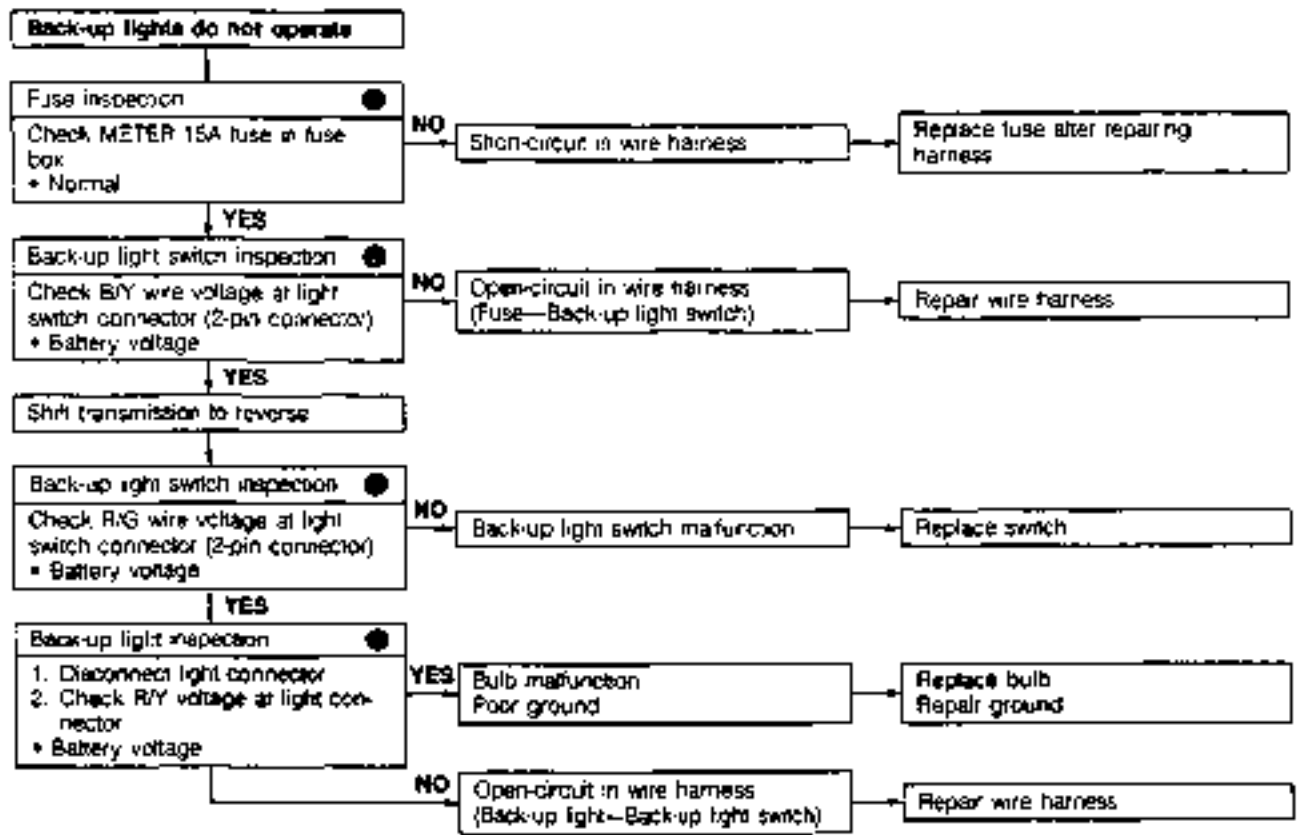 Back-up lights do not operate
Fuse inspection
Check METER 15A fuse in fuse
box
• Normal
NO
Short-circuit in wire harness
Replace fuse after repairing
harness
YES
Back-up light switch inspection
Check B/Y wire voltage at light
switch connector (2-pin connector)
• Battery voltage
NO
Open-circuit in wire harness
(Fuse—Back-up light switch)
Repair wire harness
YES
Shift transmission to reverse
Back-up light switch inspection
Check R/G wire voltage at light
switch connector (2-pin connector)
• Battery voltage
NO
Back-up light switch malfunction
Replace switch
YES
Back-up light inspection
1. Disconnect light connector
2. Check R/Y voltage at light con-
nector
• Battery voltage
YES
Bulb malfunction
Poor ground
Replace bulb
Repair ground
NO
Open-circuit in wire harness
(Back-up light—Back-up light switch)
Repair wire harness